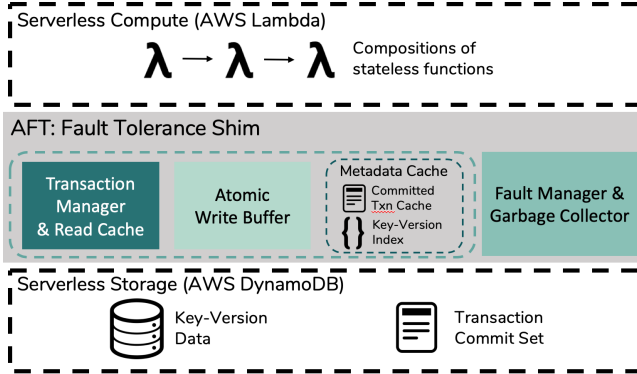 Serverless Compute (AWS Lambda)
λ λ λ
Compositions of
stateless functions
AFT: Fault Tolerance Shim
Transaction
Manager
& Read Cache
Atomic
Write Buffer
Metadata Cache
Committed
Txn Cache
{} Key-Version
Index
Fault Manager &
Garbage Collector
Serverless Storage (AWS DynamoDB)
Key-Version
Data
Transaction
Commit Set